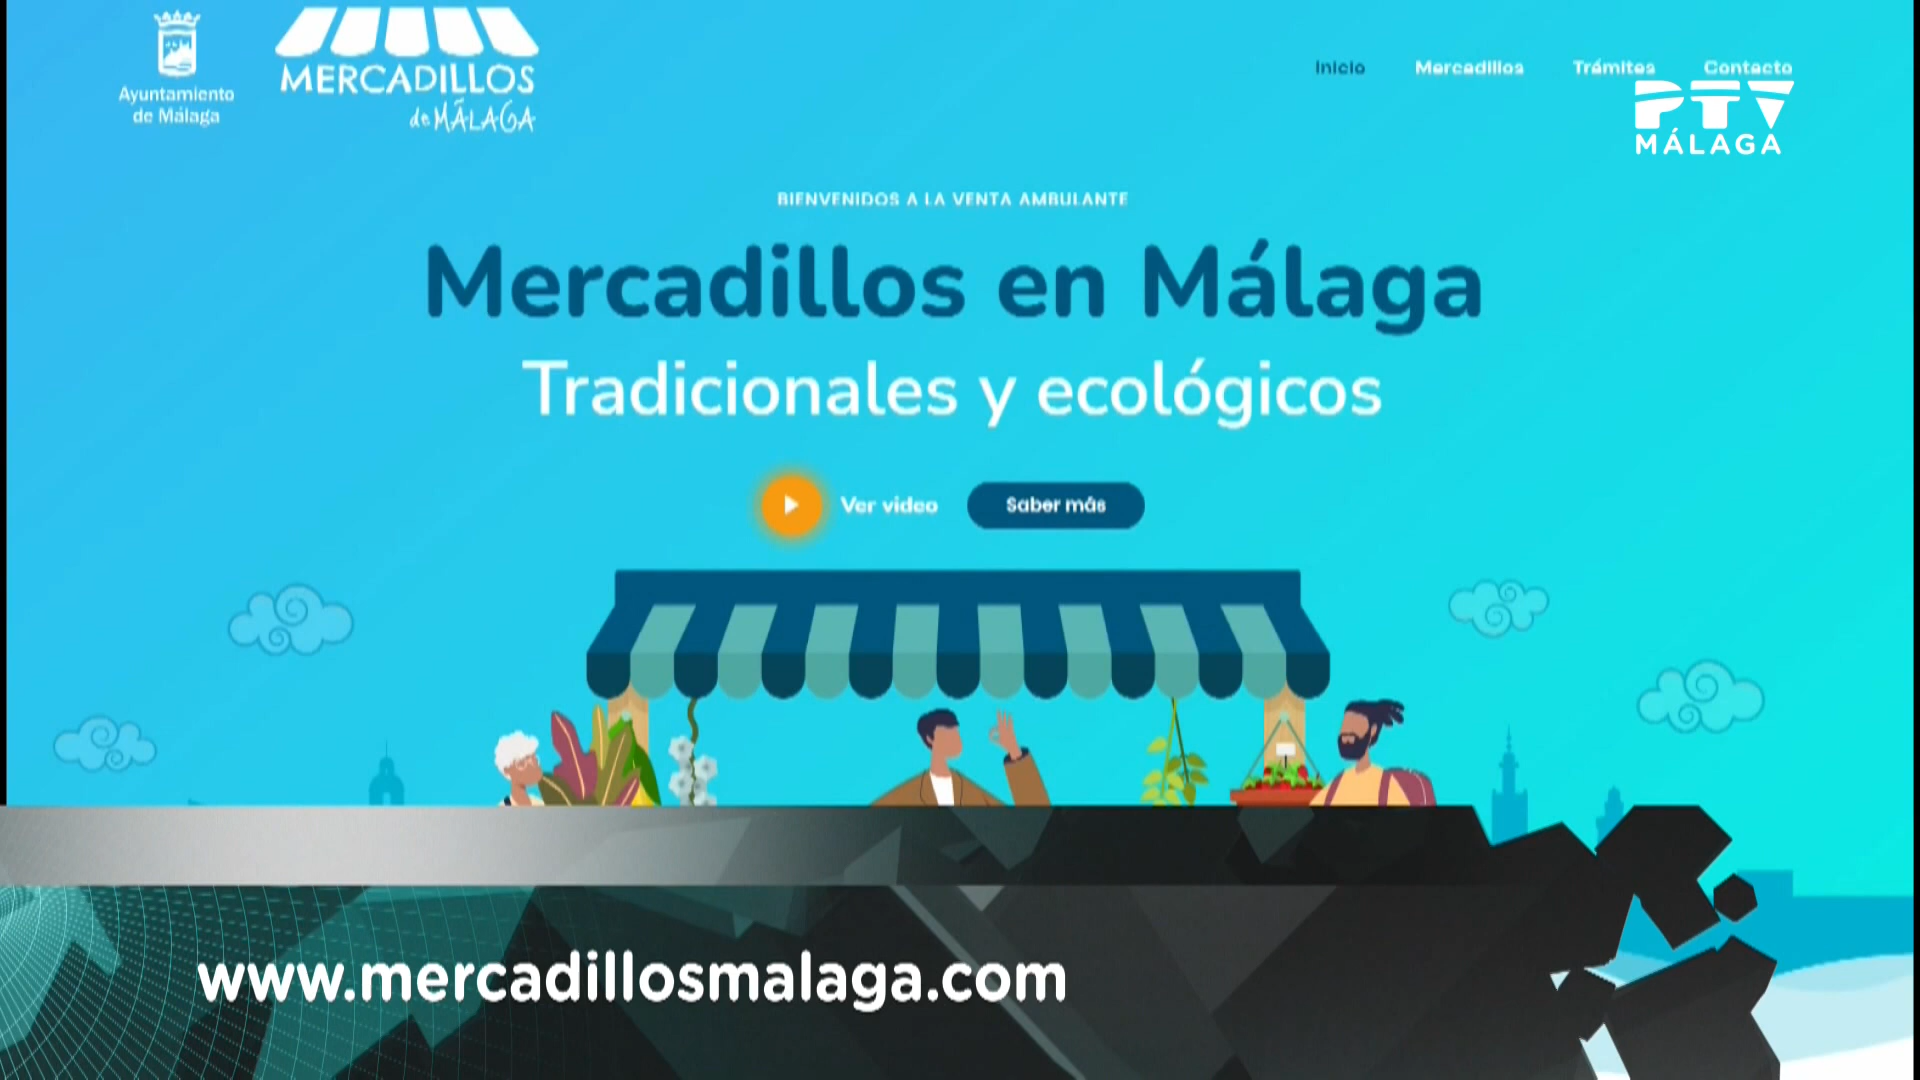 Ayuntamiento
de Málaga
MERCADILLOS
de MÁLAGA
Inicio Mercadillos Trámites Contacto
PTV
MÁLAGA
BIENVENIDOS A LA VENTA AMBULANTE
Mercadillos en Málaga
Tradicionales y ecológicos
Ver video Saber más
www.mercadillosmalaga.com